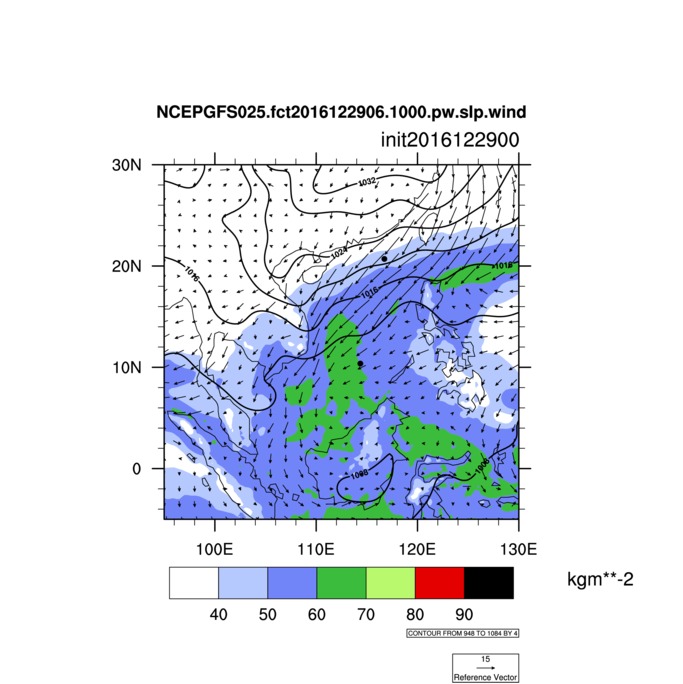 NCEPGFS025.fct2016122906.1000.pw.slp.wind
init2016122900
30N
1032
1024
20N
1016
1016
1016
10N
0
1008
1008
100E
110E
120E
130E
kgm**-2
40
50
60
70
80
90
CONTOUR FROM 948 TO 1084 BY 4
15
Reference Vector